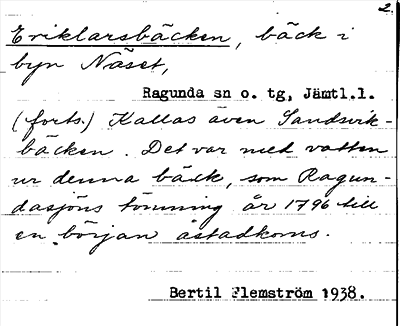 2.
Eriklarsbäcken, bäck i
byn Näset,
Ragunda sn o. tg, Jämtl.l.
(forts.) Kallas även Sandvik-
bäcken. Det var med vatten
ur denna bäck, som Ragun-
dasjöns tömning år 1796 till
en början åstadkoms.
Bertil Flemström 1938.